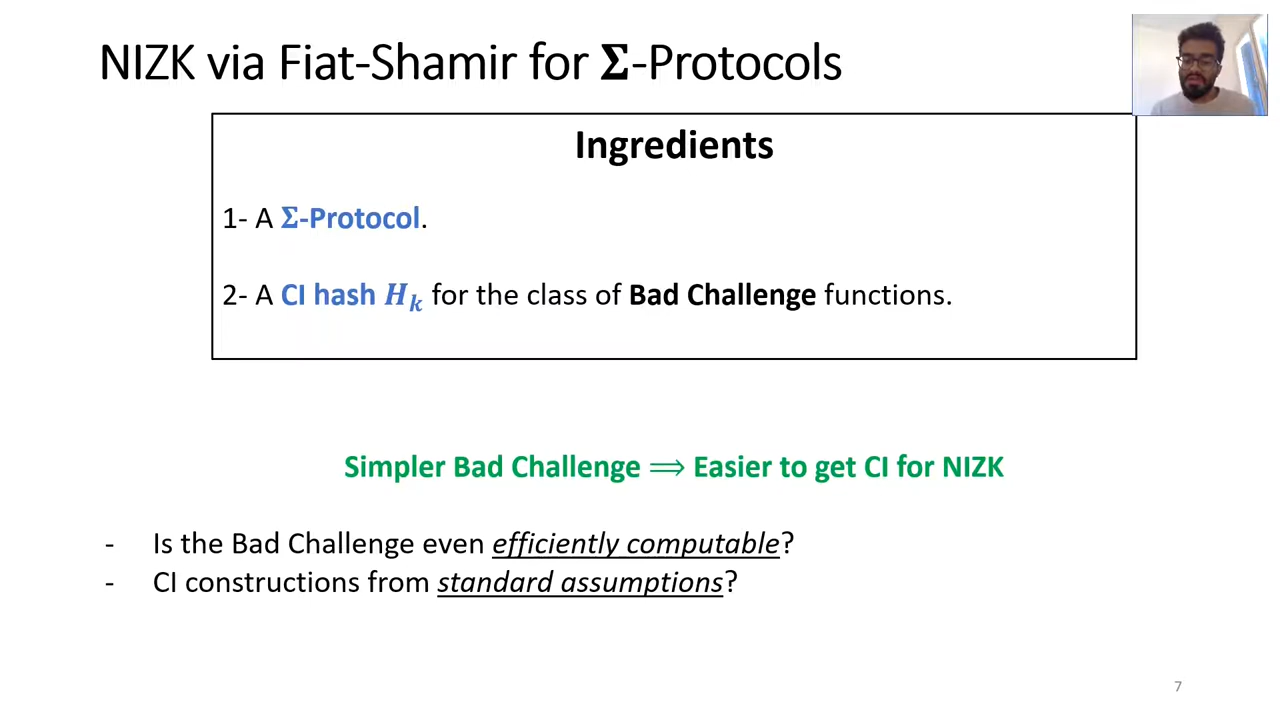 NIZK via Fiat-Shamir for Σ-Protocols
Ingredients
1- A Σ-Protocol.
2- A CI hash H_k for the class of Bad Challenge functions.
Simpler Bad Challenge ⟹ Easier to get CI for NIZK
- Is the Bad Challenge even efficiently computable?
- CI constructions from standard assumptions?
7